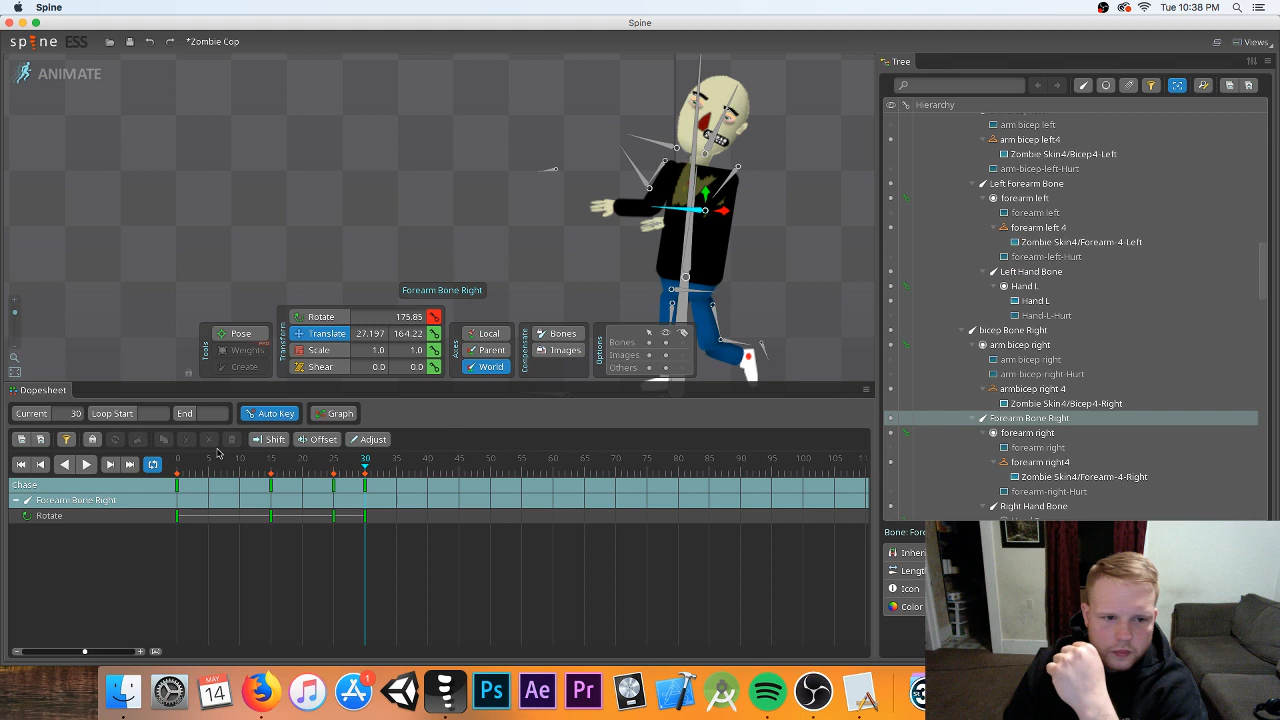 Spine
Tue 10:38 PM
Spine
spine ESS
*Zombie Cop
Views
ANIMATE
Tree
Hierarchy
arm bicep left
arm bicep left4
Zombie Skin4/Bicep4-Left
arm-bicep-left-Hurt
Left Forearm Bone
forearm left
forearm left
forearm left 4
Zombie Skin4/Forearm-4-Left
forearm-left-Hurt
Left Hand Bone
Hand L
Hand L
Hand-L-Hurt
bicep Bone Right
arm bicep right
arm bicep right
arm-bicep-right-Hurt
armbicep right 4
Zombie Skin4/Bicep4-Right
Forearm Bone Right
forearm right
forearm right
forearm right4
Zombie Skin4/Forearm-4-Right
forearm-right-Hurt
Right Hand Bone
Forearm Bone Right
Tools
Pose
Weights
Create
Transform
Rotate 175.85
Translate 27.197 164.22
Scale 1.0 1.0
Shear 0.0 0.0
Axes
Local
Parent
World
Compensate
Bones
Images
Options
Bones
Images
Others
Dopesheet
Current 30 Loop Start End Auto Key Graph
Shift Offset Adjust
0 5 10 15 20 25 30 35 40 45 50 55 60 65 70 75 80 85 90 95 100 105
Chase
Forearm Bone Right
Rotate
Bone: Fore
Inheri
Length
Icon
Color
MAY
14
1
Ps
Ae
Pr